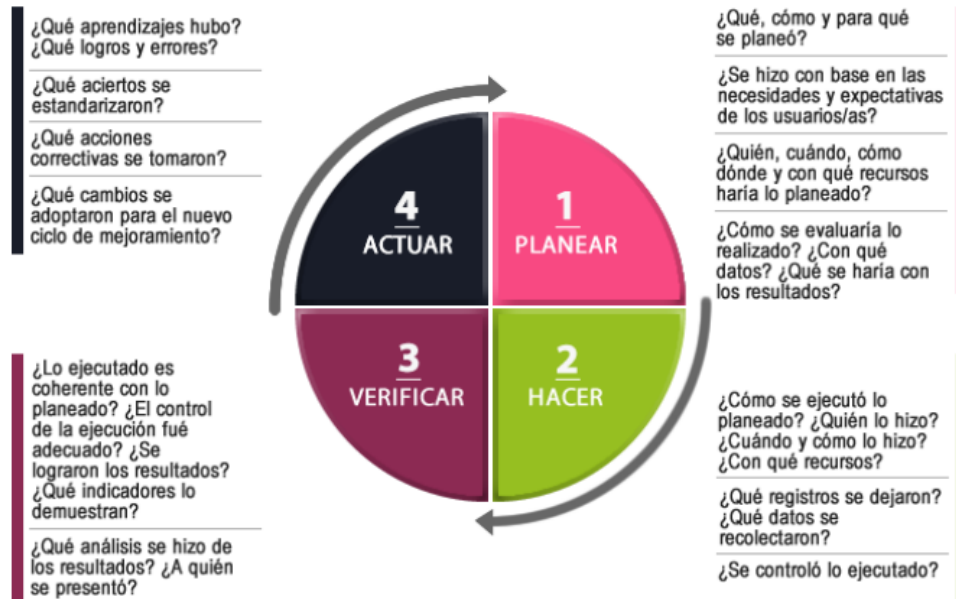 ¿Qué aprendizajes hubo?
¿Qué logros y errores?
¿Qué aciertos se
estandarizaron?
¿Qué acciones
correctivas se tomaron?
¿Qué cambios se
adoptaron para el nuevo
ciclo de mejoramiento?
¿Qué, cómo y para qué
se planeó?
¿Se hizo con base en las
necesidades y expectativas
de los usuarios/as?
¿Quién, cuándo, cómo
dónde y con qué recursos
haría lo planeado?
¿Cómo se evaluaría lo
realizado? ¿Con qué
datos? ¿Qué se haría con
los resultados?
4
ACTUAR
1
PLANEAR
3
VERIFICAR
2
HACER
¿Lo ejecutado es
coherente con lo
planeado? ¿El control
de la ejecución fué
adecuado? ¿Se
lograron los resultados?
¿Qué indicadores lo
demuestran?
¿Qué análisis se hizo de
los resultados? ¿A quién
se presentó?
¿Cómo se ejecutó lo
planeado? ¿Quién lo hizo?
¿Cuándo y cómo lo hizo?
¿Con qué recursos?
¿Qué registros se dejaron?
¿Qué datos se
recolectaron?
¿Se controló lo ejecutado?